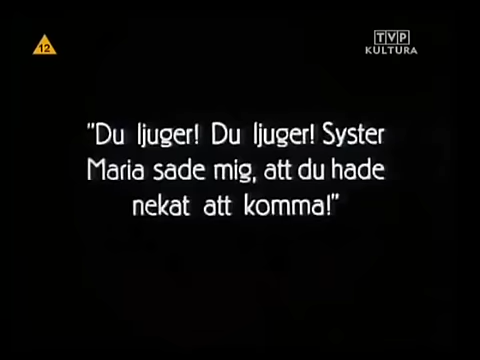 12
TVP
KULTURA
"Du ljuger! Du ljuger! Syster
Maria sade mig, att du hade
nekat att komma!"